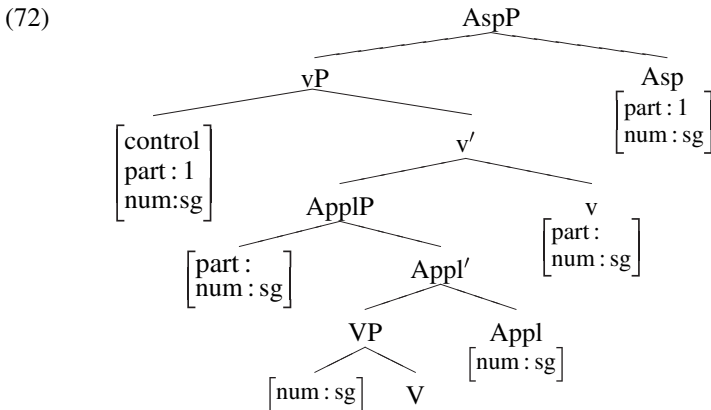 (72)
AspP
vP
Asp
[part : 1
num : sg]
[control
part : 1
num:sg]
v′
ApplP
v
[part :
num : sg]
[part :
num : sg]
Appl′
VP
Appl
[num : sg]
[num : sg]
V